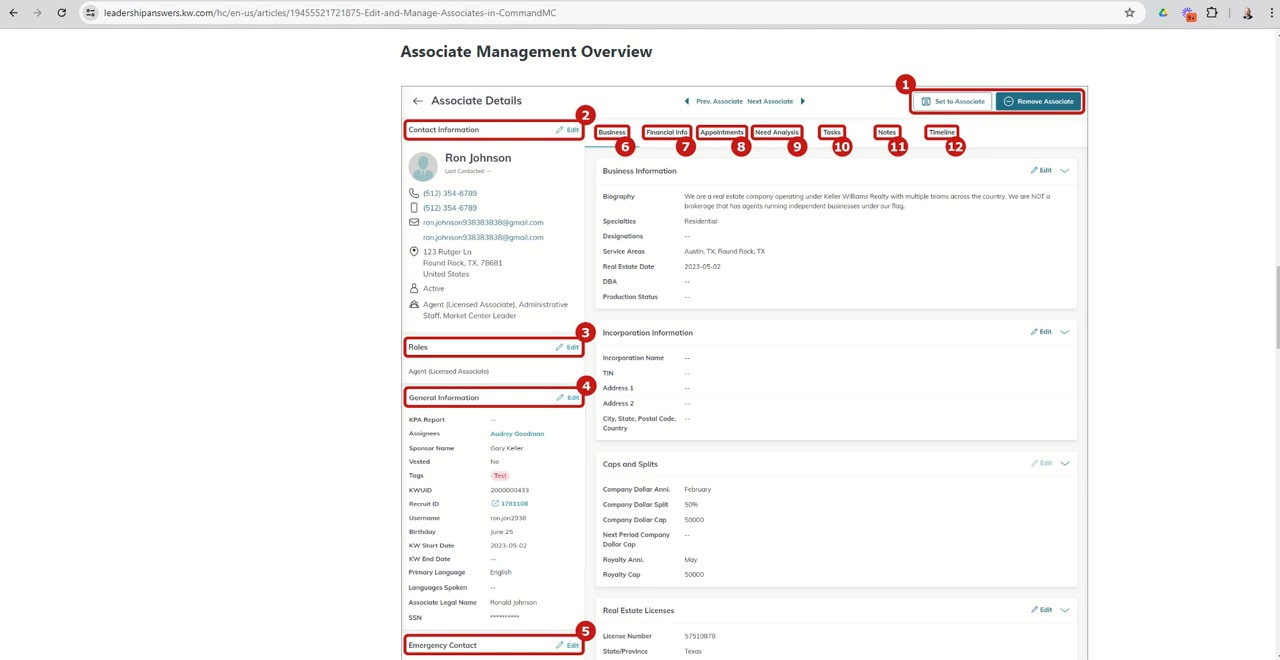 leadershipanswers.kw.com/hc/en-us/articles/19455521721875-Edit-and-Manage-Associates-in-CommandMC
9+
Associate Management Overview
1
Associate Details
Prev. Associate Next Associate
Set to Associate
Remove Associate
2
Contact Information
Edit
Ron Johnson
Last Contacted: --
(512) 354-6789
(512) 354-6789
ron.johnson938383838@gmail.com
ron.johnson938383838@gmail.com
123 Rutger Ln
Round Rock, TX, 78681
United States
Active
Agent (Licensed Associate), Administrative
Staff, Market Center Leader
3
Roles
Edit
Agent (Licensed Associate)
4
General Information
Edit
KPA Report --
Assignees Audrey Goodman
Sponsor Name Gary Keller
Vested No
Tags Test
KWUID 2000000433
Recruit ID 1781108
Username ron.jon2938
Birthday June 25
KW Start Date 2023-05-02
KW End Date --
Primary Language English
Languages Spoken --
Associate Legal Name Ronald Johnson
SSN **********
5
Emergency Contact
Edit
Business
6
Financial Info
7
Appointments
8
Need Analysis
9
Tasks
10
Notes
11
Timeline
12
Business Information
Edit
Biography We are a real estate company operating under Keller Williams Realty with multiple teams across the country. We are NOT a
brokerage that has agents running independent businesses under our flag.
Specialties Residential
Designations --
Service Areas Austin, TX, Round Rock, TX
Real Estate Date 2023-05-02
DBA --
Production Status --
Incorporation Information
Edit
Incorporation Name --
TIN --
Address 1 --
Address 2 --
City, State, Postal Code, --
Country
Caps and Splits
Edit
Company Dollar Anni. February
Company Dollar Split 50%
Company Dollar Cap 50000
Next Period Company --
Dollar Cap
Royalty Anni. May
Royalty Cap 50000
Real Estate Licenses
Edit
License Number 57510878
State/Province Texas